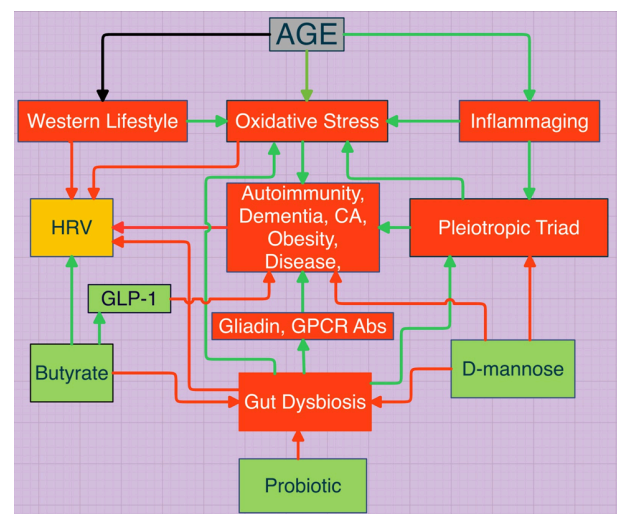 AGE
Western Lifestyle
Oxidative Stress
Inflammaging
Autoimmunity,
Dementia, CA,
Obesity,
Disease,
HRV
Pleiotropic Triad
GLP-1
Gliadin, GPCR Abs
Butyrate
D-mannose
Gut Dysbiosis
Probiotic